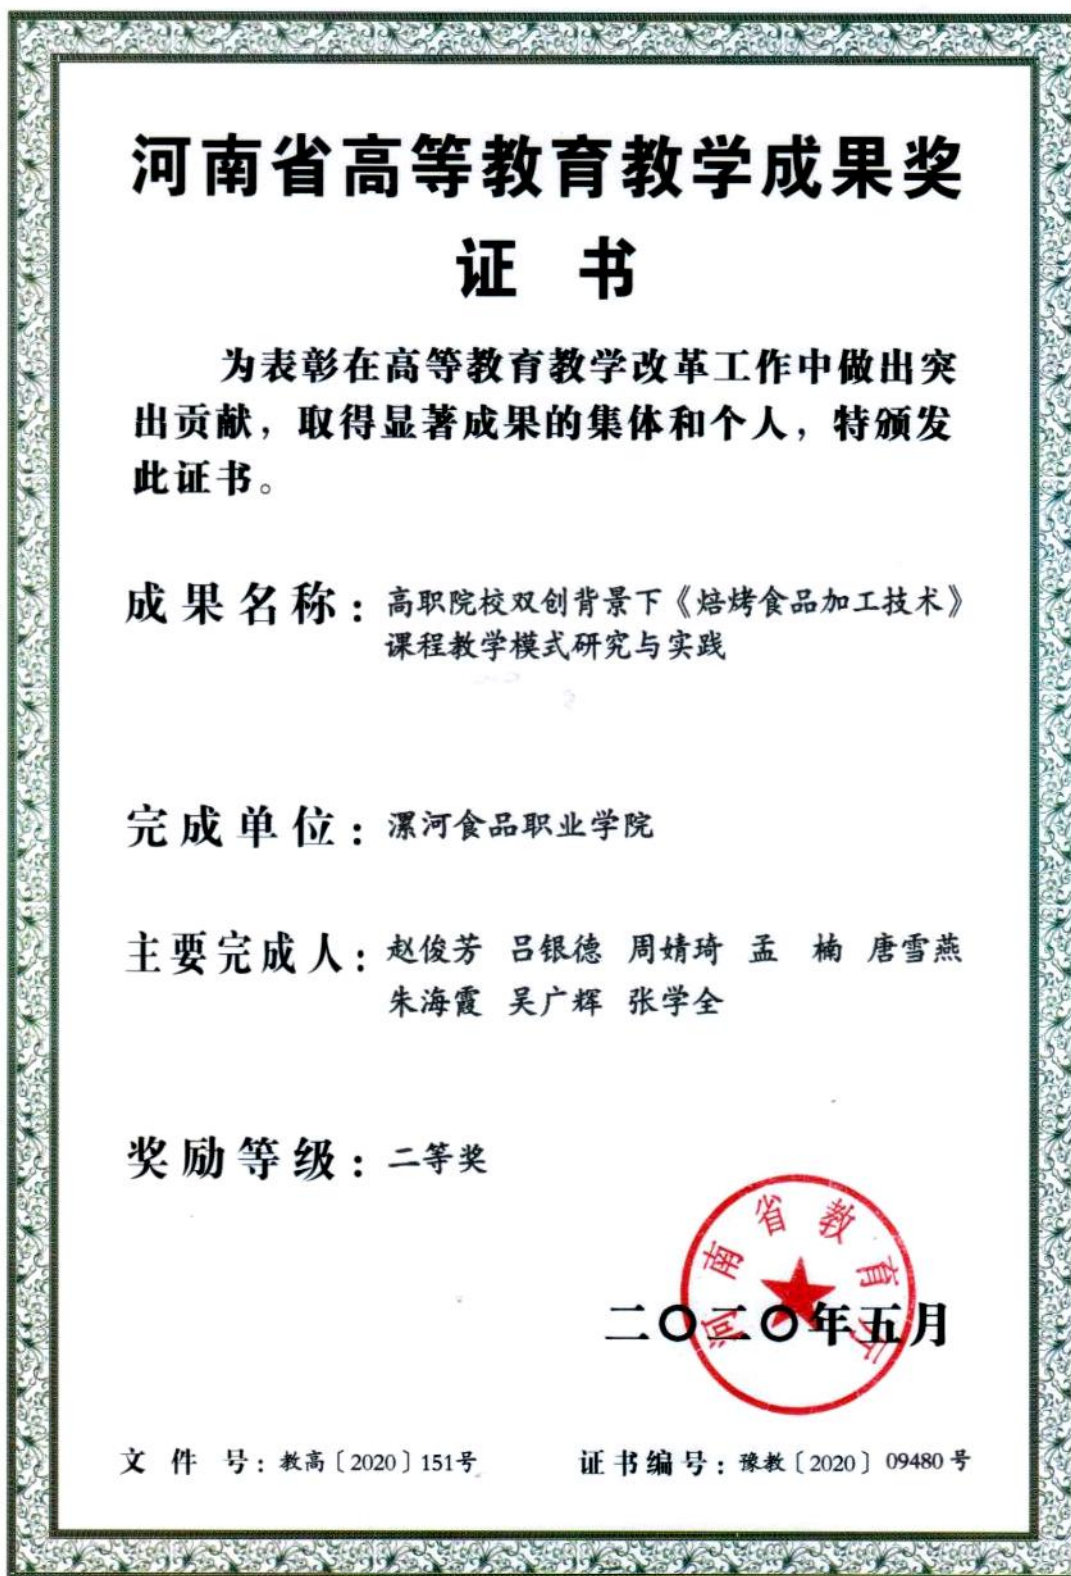 河南省高等教育教学成果奖
证书
为表彰在高等教育教学改革工作中做出突
出贡献，取得显著成果的集体和个人，特颁发
此证书。
成果名称：高职院校双创背景下《焙烤食品加工技术》
课程教学模式研究与实践
完成单位：漯河食品职业学院
主要完成人：赵俊芳 吕银德 周婧琦 孟 楠 唐雪燕
朱海霞 吴广辉 张学全
奖励等级：二等奖
河南省教育厅
二〇二〇年五月
文件号：教高〔2020〕151号 证书编号：豫教〔2020〕09480号